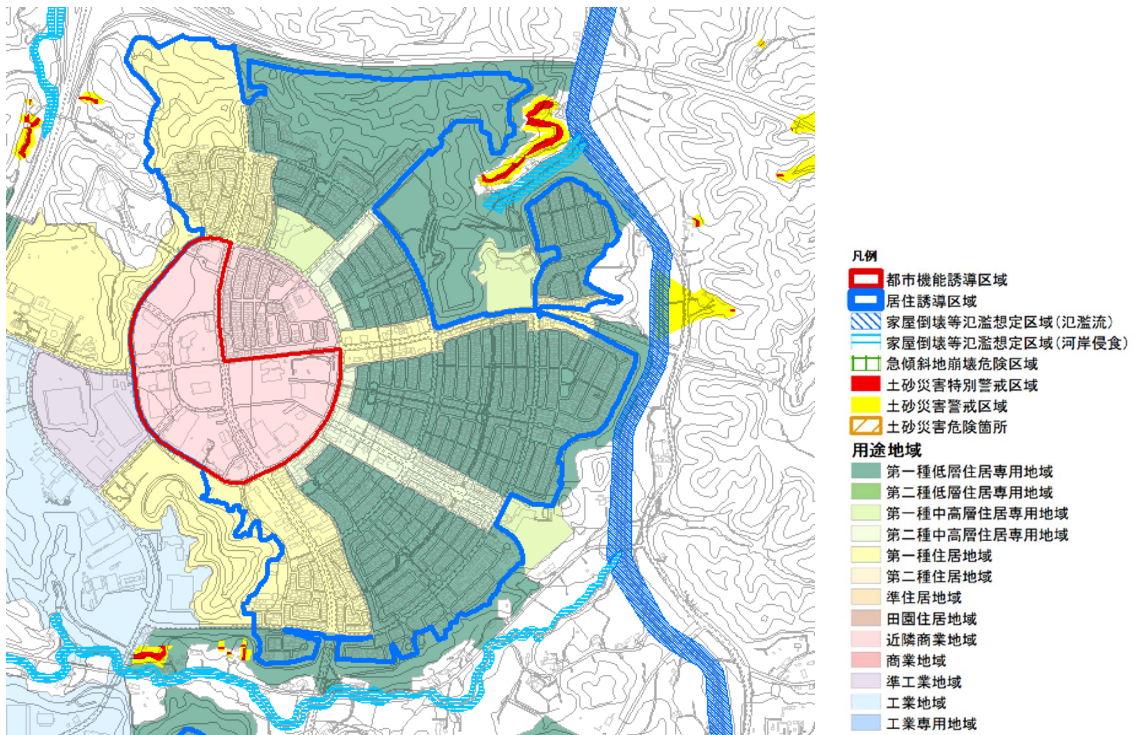 凡例
都市機能誘導区域
居住誘導区域
家屋倒壊等氾濫想定区域(氾濫流)
家屋倒壊等氾濫想定区域(河岸侵食)
急傾斜地崩壊危険区域
土砂災害特別警戒区域
土砂災害警戒区域
土砂災害危険箇所
用途地域
第一種低層住居専用地域
第二種低層住居専用地域
第一種中高層住居専用地域
第二種中高層住居専用地域
第一種住居地域
第二種住居地域
準住居地域
田園住居地域
近隣商業地域
商業地域
準工業地域
工業地域
工業専用地域